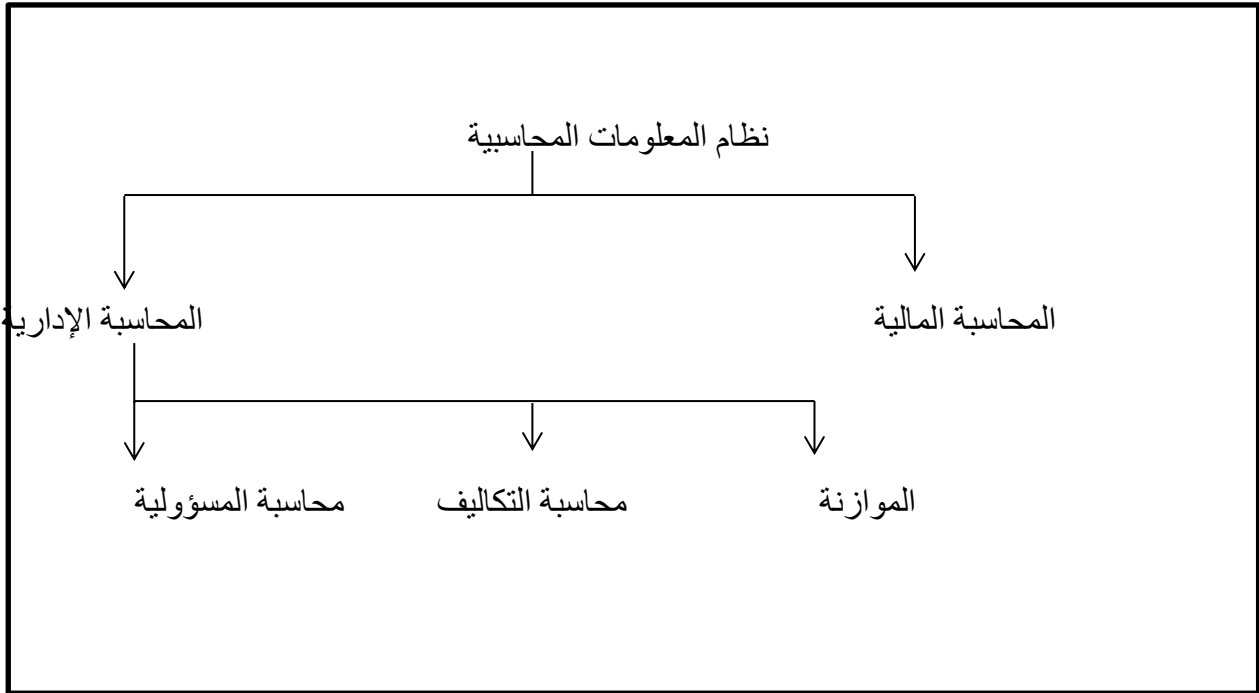 نظام المعلومات المحاسبية
المحاسبة المالية
المحاسبة الإدارية
الموازنة
محاسبة التكاليف
محاسبة المسؤولية